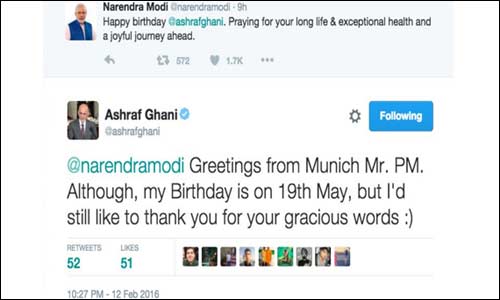 Narendra Modi @narendramodi · 9h
Happy birthday @ashrafghani. Praying for your long life & exceptional health and
a joyful journey ahead.
572 1.7K
Ashraf Ghani
@ashrafghani
Following
@narendramodi Greetings from Munich Mr. PM.
Although, my Birthday is on 19th May, but I'd
still like to thank you for your gracious words :)
RETWEETS LIKES
52 51
10:27 PM - 12 Feb 2016